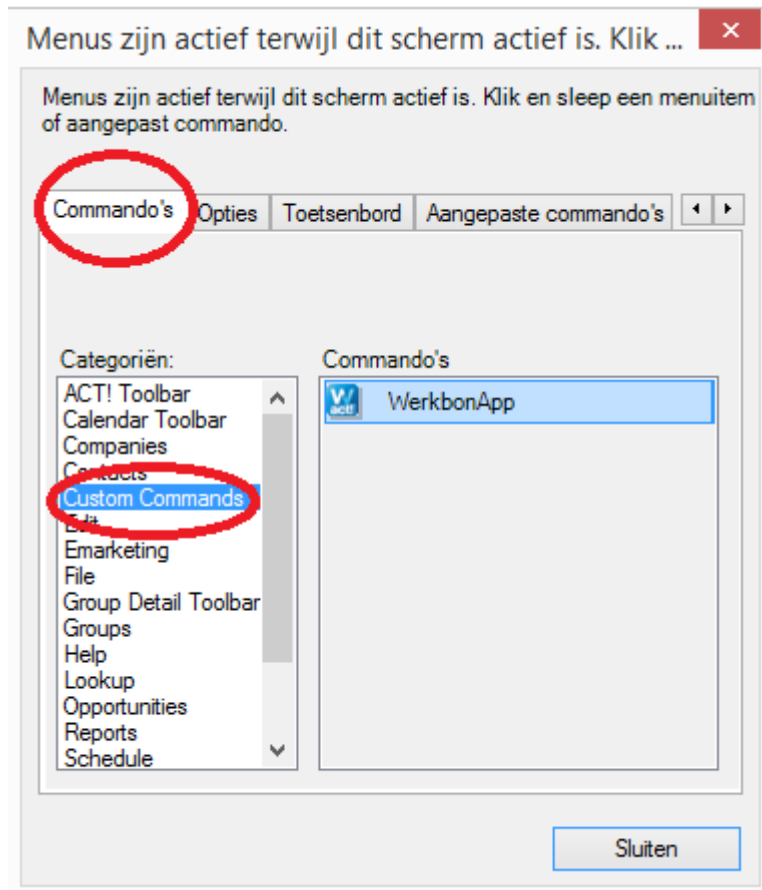 Menus zijn actief terwijl dit scherm actief is. Klik ...
Menus zijn actief terwijl dit scherm actief is. Klik en sleep een menuitem
of aangepast commando.
Commando's
Opties
Toetsenbord
Aangepaste commando's
Categoriën:
ACT! Toolbar
Calendar Toolbar
Companies
Contacts
Custom Commands
Edit
Emarketing
File
Group Detail Toolbar
Groups
Help
Lookup
Opportunities
Reports
Schedule
Commando's
W
act!
WerkbonApp
Sluiten